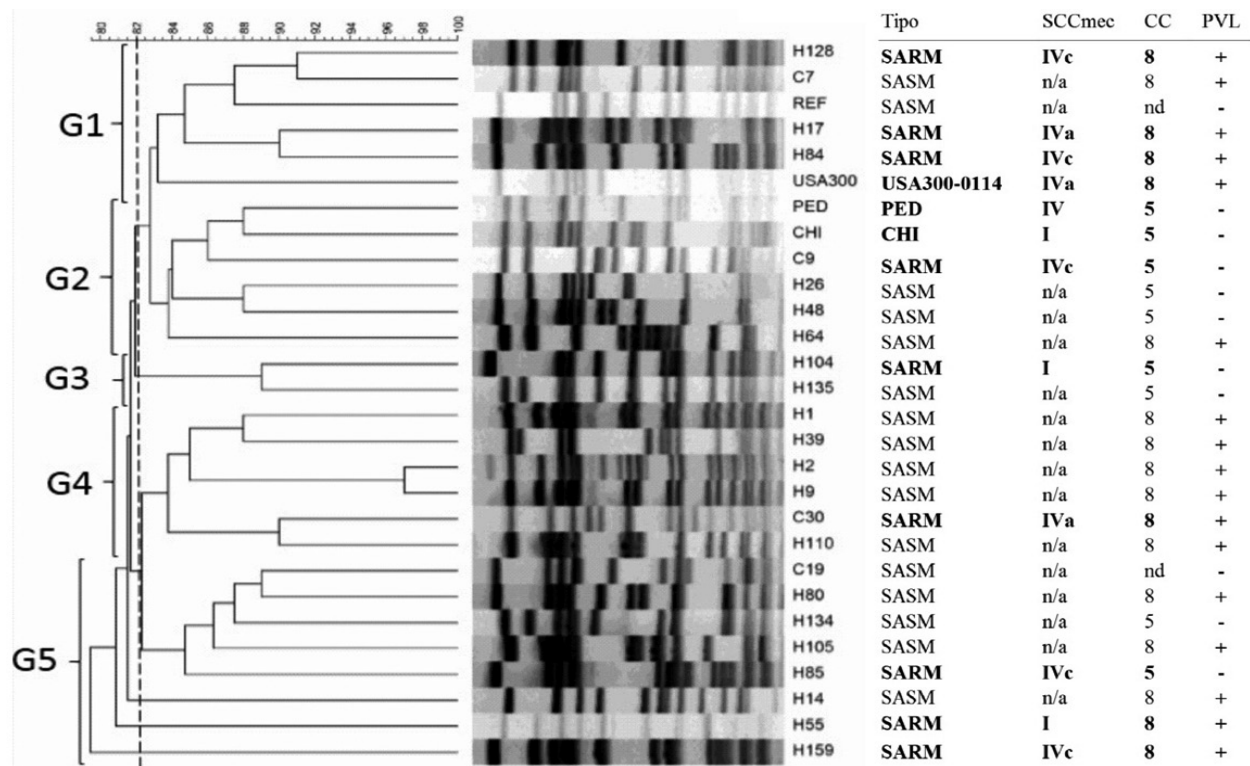 80 82 84 86 88 90 92 94 96 98 100
Tipo SCCmec CC PVL
G1
G2
G3
G4
G5
H128 SARM IVc 8 +
C7 SASM n/a 8 +
REF SASM n/a nd -
H17 SARM IVa 8 +
H84 SARM IVc 8 +
USA300 USA300-0114 IVa 8 +
PED PED IV 5 -
CHI CHI I 5 -
C9 SARM IVc 5 -
H26 SASM n/a 5 -
H48 SASM n/a 5 -
H64 SASM n/a 8 +
H104 SARM I 5 -
H135 SASM n/a 5 -
H1 SASM n/a 8 +
H39 SASM n/a 8 +
H2 SASM n/a 8 +
H9 SASM n/a 8 +
C30 SARM IVa 8 +
H110 SASM n/a 8 +
C19 SASM n/a nd -
H80 SASM n/a 8 +
H134 SASM n/a 5 -
H105 SASM n/a 8 +
H85 SARM IVc 5 -
H14 SASM n/a 8 +
H55 SARM I 8 +
H159 SARM IVc 8 +